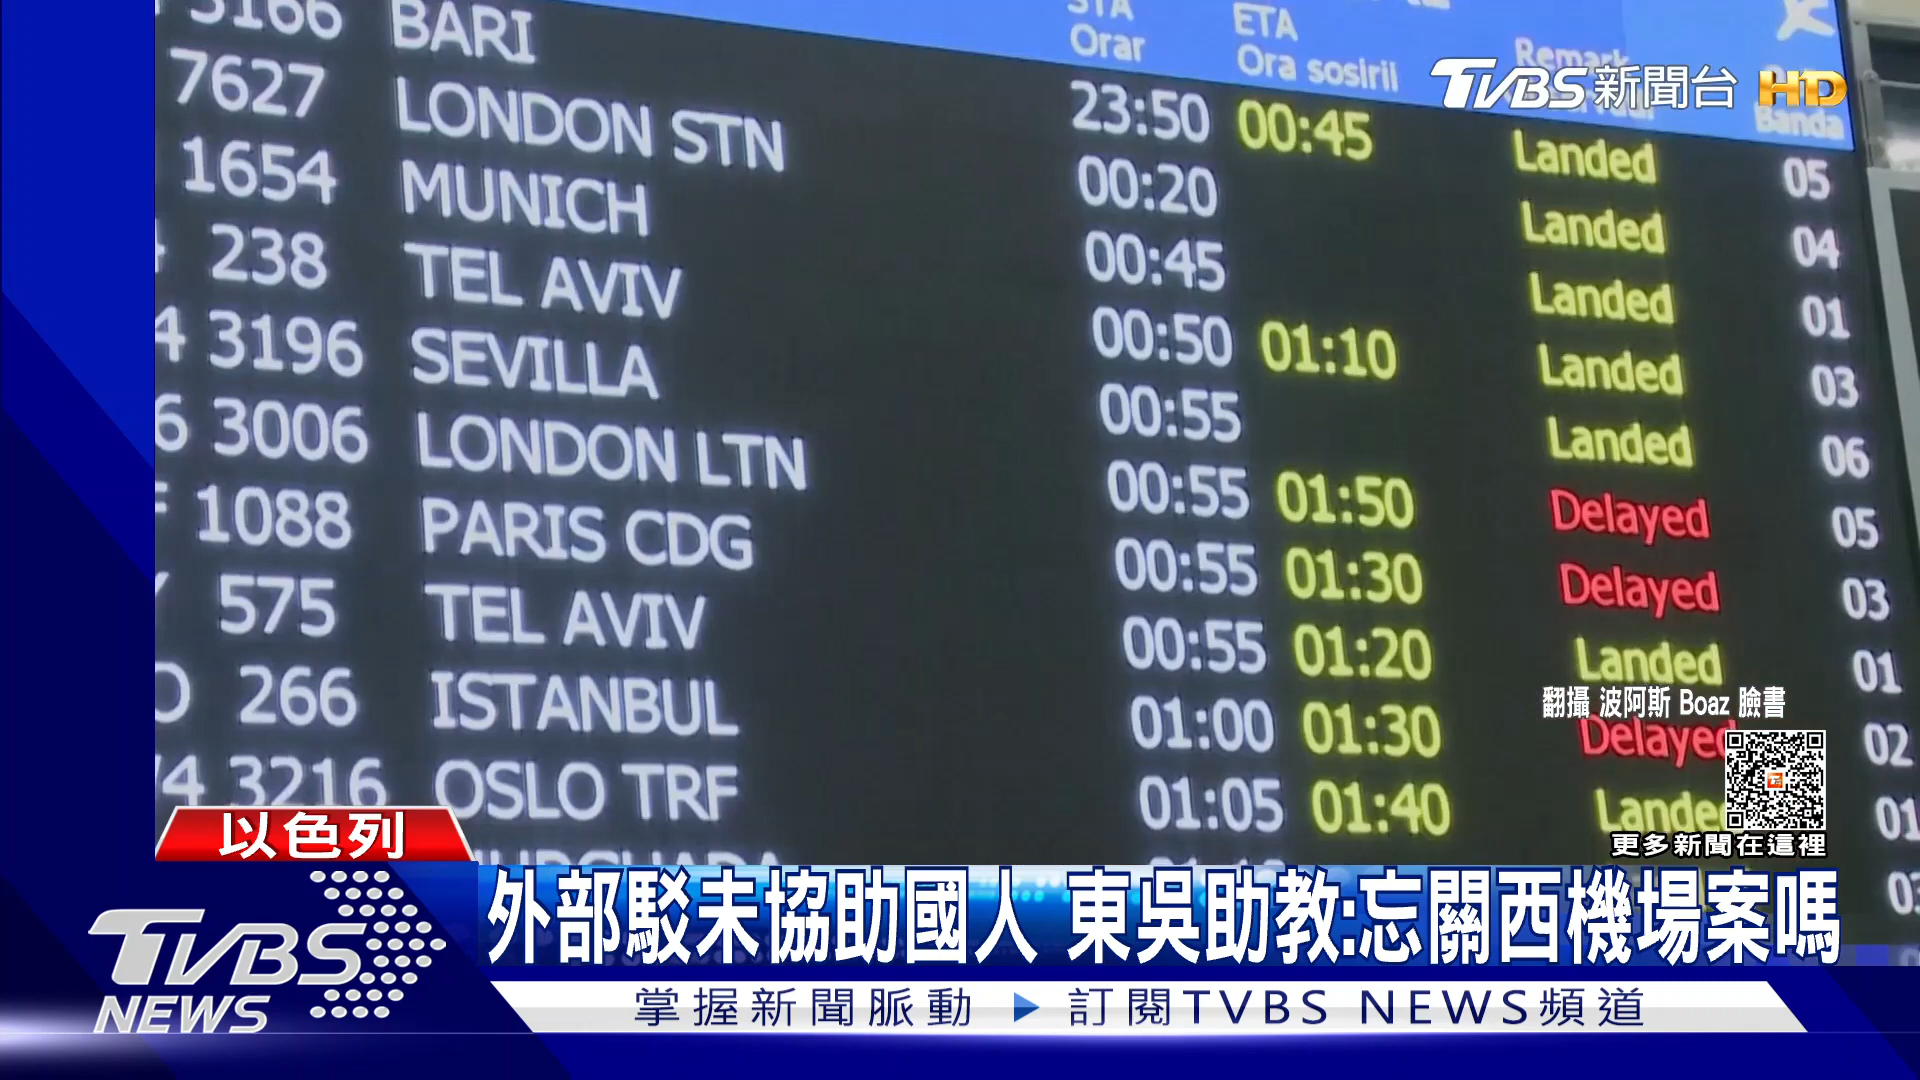 STA ETA Remark
Orar Ora sosirii Banda
TVBS新聞台 HD
3166 BARI 23:50 00:45 Landed 05
7627 LONDON STN 00:20 Landed 04
1654 MUNICH 00:45 Landed 01
238 TEL AVIV 00:50 01:10 Landed 03
4 3196 SEVILLA 00:55 Landed 06
6 3006 LONDON LTN 00:55 01:50 Delayed 05
1088 PARIS CDG 00:55 01:30 Delayed 03
575 TEL AVIV 00:55 01:20 Landed 01
266 ISTANBUL 01:00 01:30 Delayed 02
4 3216 OSLO TRF 01:05 01:40 Landed 01
翻攝 波阿斯 Boaz 臉書
更多新聞在這裡
以色列
外部駁未協助國人 東吳助教:忘關西機場案嗎
TVBS NEWS
掌握新聞脈動 ▶ 訂閱TVBS NEWS頻道